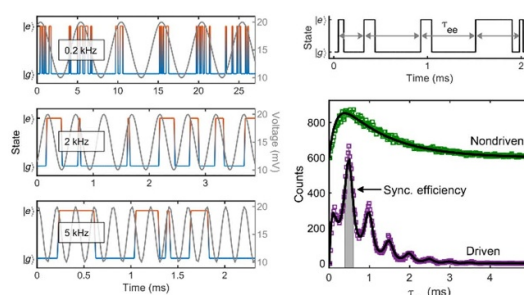 |e⟩
0.2 kHz
|g⟩
20
15
10
0 5 10 15 20 25
State
|e⟩
2 kHz
|g⟩
20
15
10
Voltage (mV)
0 1 2 3
|e⟩
5 kHz
|g⟩
20
15
10
0 0.5 1 1.5 2
Time (ms)
State
|e⟩
|g⟩
τee
0 1 2
Time (ms)
Counts
800
600
400
200
0
Nondriven
Sync. efficiency
Driven
0 1 2 3 4
τ (ms)